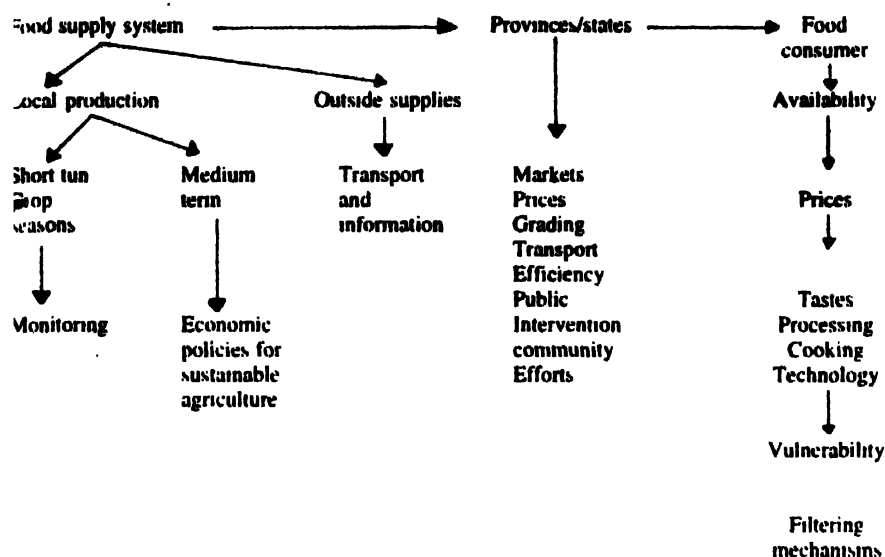 Food supply system
Provinces/states
Food
consumer
Local production
Outside supplies
Availability
Short tun
Crop
seasons
Medium
term
Transport
and
information
Markets
Prices
Grading
Transport
Efficiency
Public
Intervention
community
Efforts
Prices
Monitoring
Economic
policies for
sustainable
agriculture
Tastes
Processing
Cooking
Technology
Vulnerability
Filtering
mechanisms